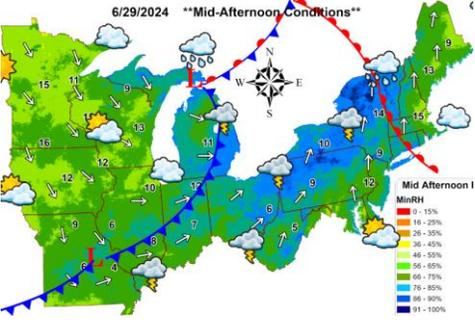 6/29/2024 **Mid-Afternoon Conditions**
L
N
W E
S
15
11
9
13
16
12
12
11
10
12
9
6
8
7
6
5
9
10
14
13
9
15
12
9
6
4
L
Mid Afternoon
MinRH
0 - 15%
16 - 25%
26 - 35%
36 - 45%
46 - 55%
56 - 65%
66 - 75%
76 - 85%
86 - 90%
91 - 100%